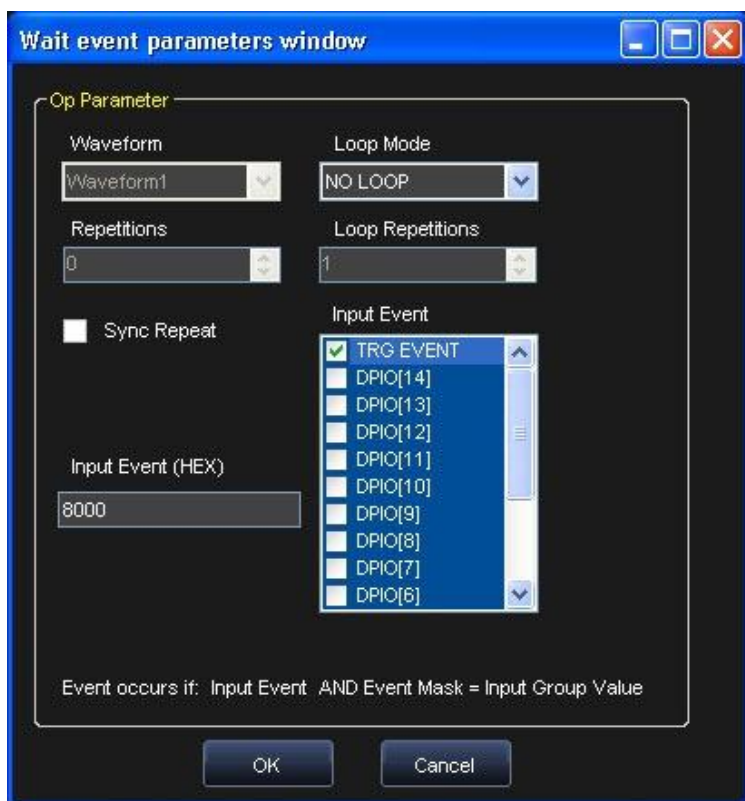 Wait event parameters window
Op Parameter
Waveform
Loop Mode
Waveform1
NO LOOP
Repetitions
Loop Repetitions
0
1
Sync Repeat
Input Event
TRG EVENT
DPIO[14]
DPIO[13]
DPIO[12]
DPIO[11]
DPIO[10]
DPIO[9]
DPIO[8]
DPIO[7]
DPIO[6]
Input Event (HEX)
8000
Event occurs if: Input Event AND Event Mask = Input Group Value
OK
Cancel